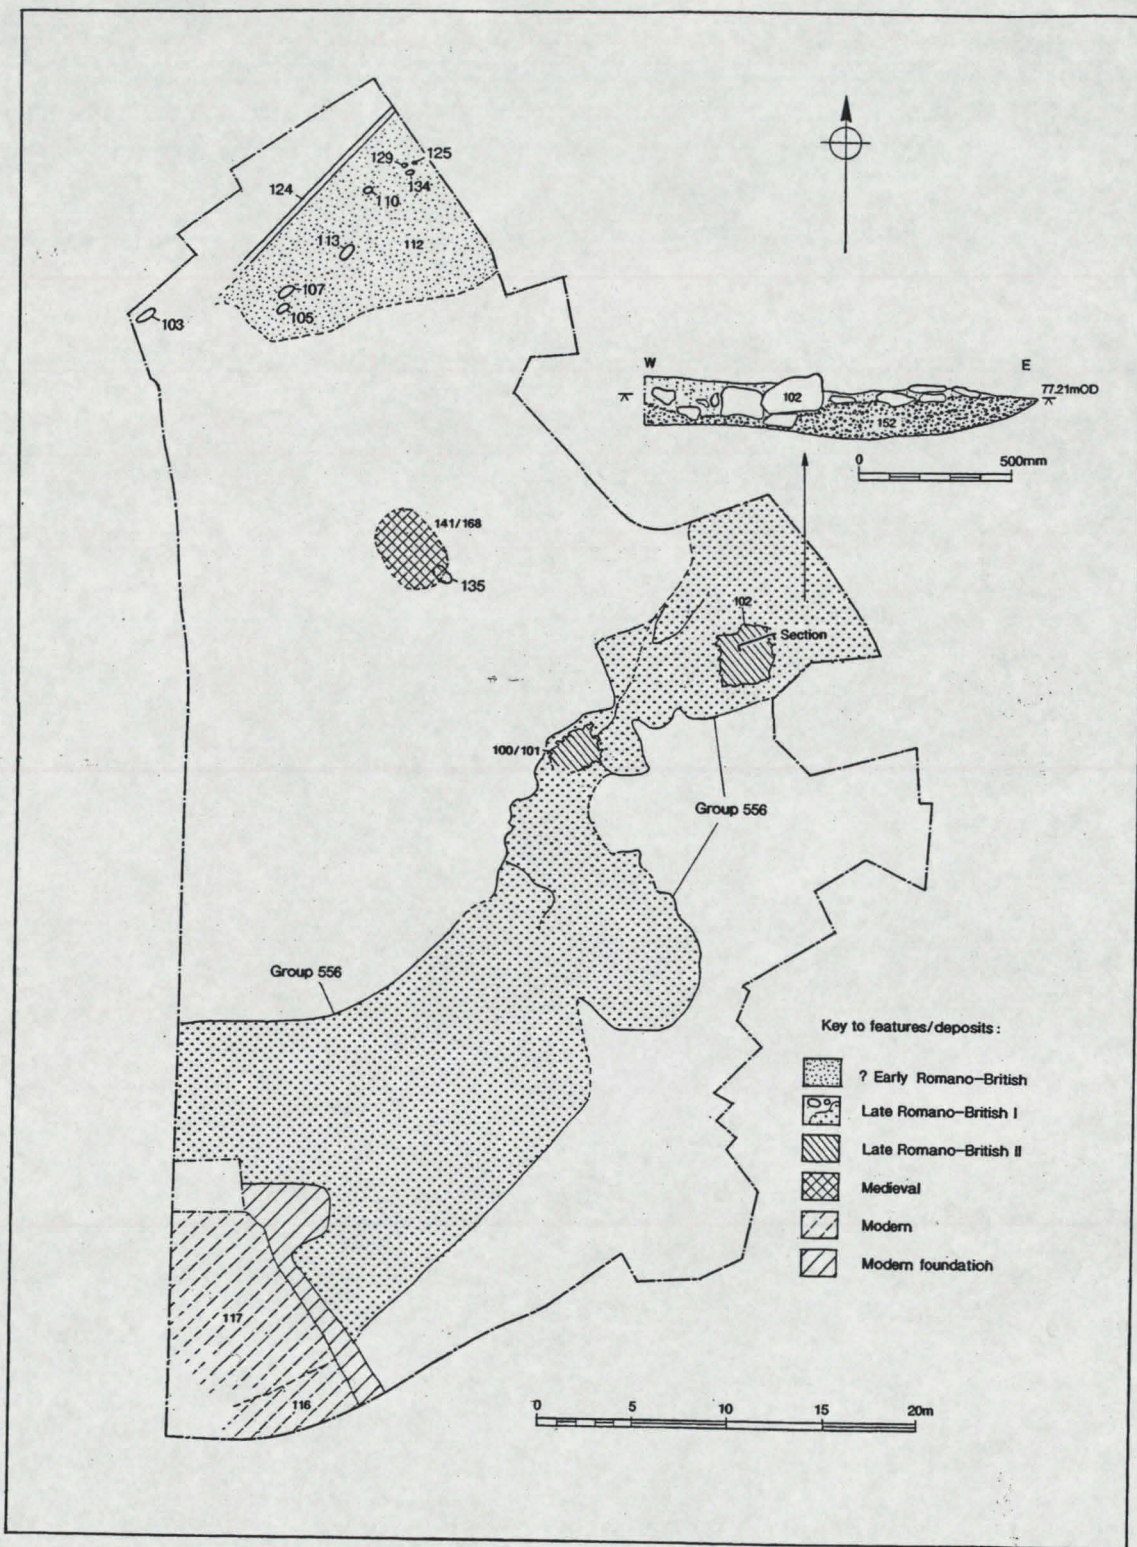 129
125
124
134
110
113
112
107
105
103
W
E
77.21mOD
102
152
0
500mm
141/168
135
102
Section
100/101
Group 556
Group 556
Key to features/deposits:
? Early Romano-British
Late Romano-British I
Late Romano-British II
Medieval
Modern
Modern foundation
117
116
0
5
10
15
20m